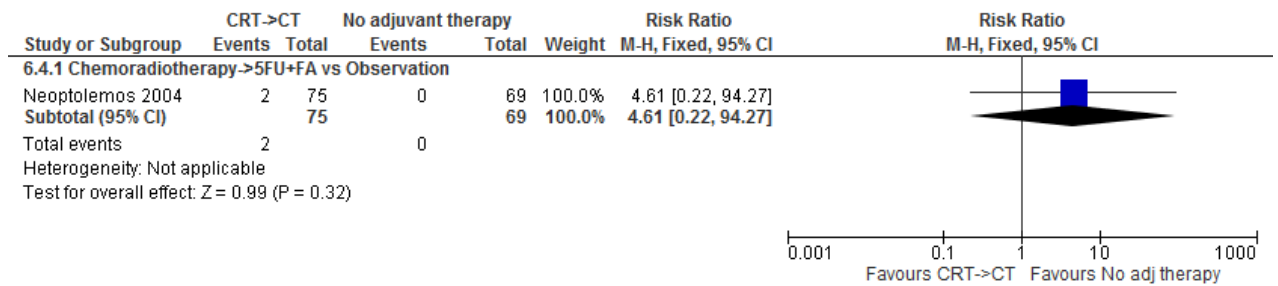 CRT->CT No adjuvant therapy Risk Ratio Risk Ratio
Study or Subgroup Events Total Events Total Weight M-H, Fixed, 95% CI M-H, Fixed, 95% CI
6.4.1 Chemoradiotherapy->5FU+FA vs Observation
Neoptolemos 2004 2 75 0 69 100.0% 4.61 [0.22, 94.27]
Subtotal (95% CI) 75 69 100.0% 4.61 [0.22, 94.27]
Total events 2 0
Heterogeneity: Not applicable
Test for overall effect: Z = 0.99 (P = 0.32)
0.001 0.1 1 10 1000
Favours CRT->CT Favours No adj therapy